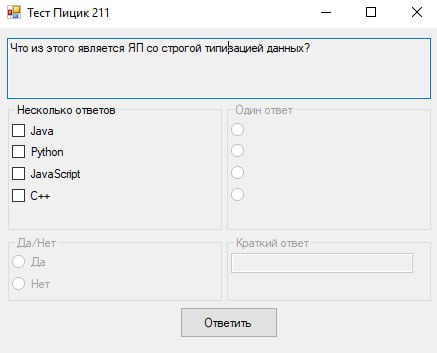 Тест Пицик 211
Что из этого является ЯП со строгой типизацией данных?
Несколько ответов
Java
Python
JavaScript
C++
Один ответ
Да/Нет
Да
Нет
Краткий ответ
Ответить